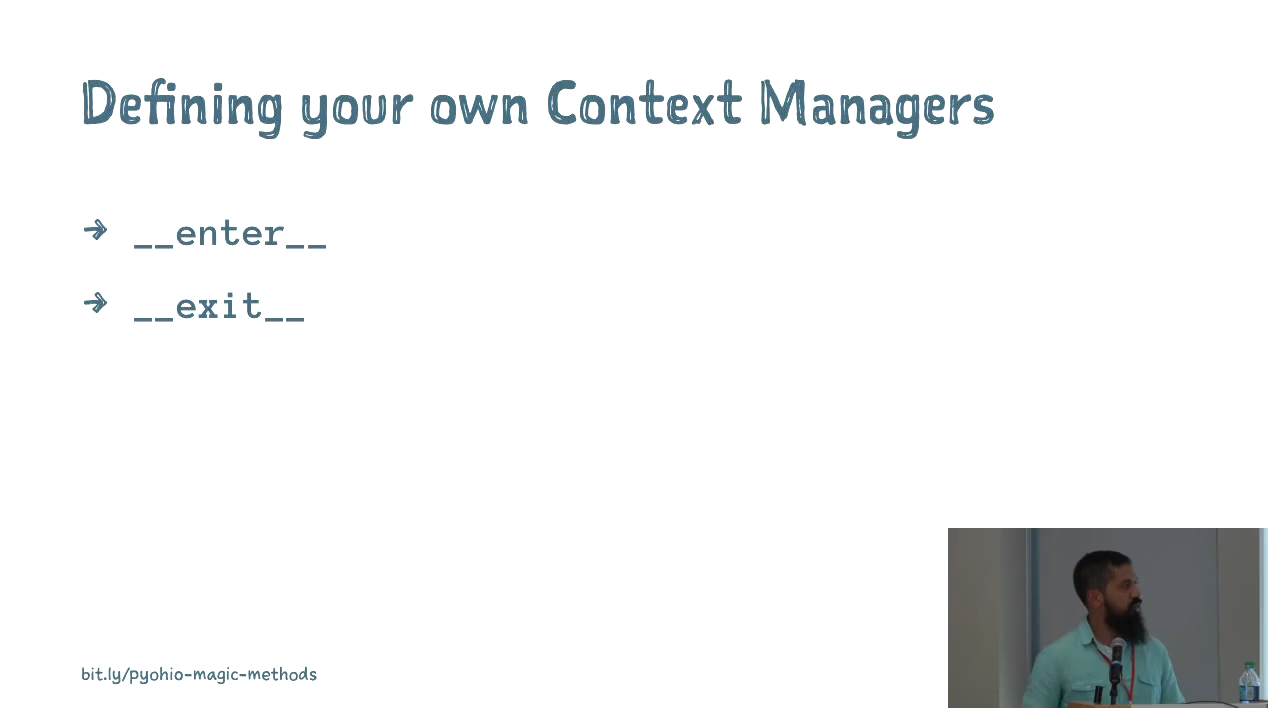 Defining your own Context Managers
→ __enter__
→ __exit__
bit.ly/pyohio-magic-methods